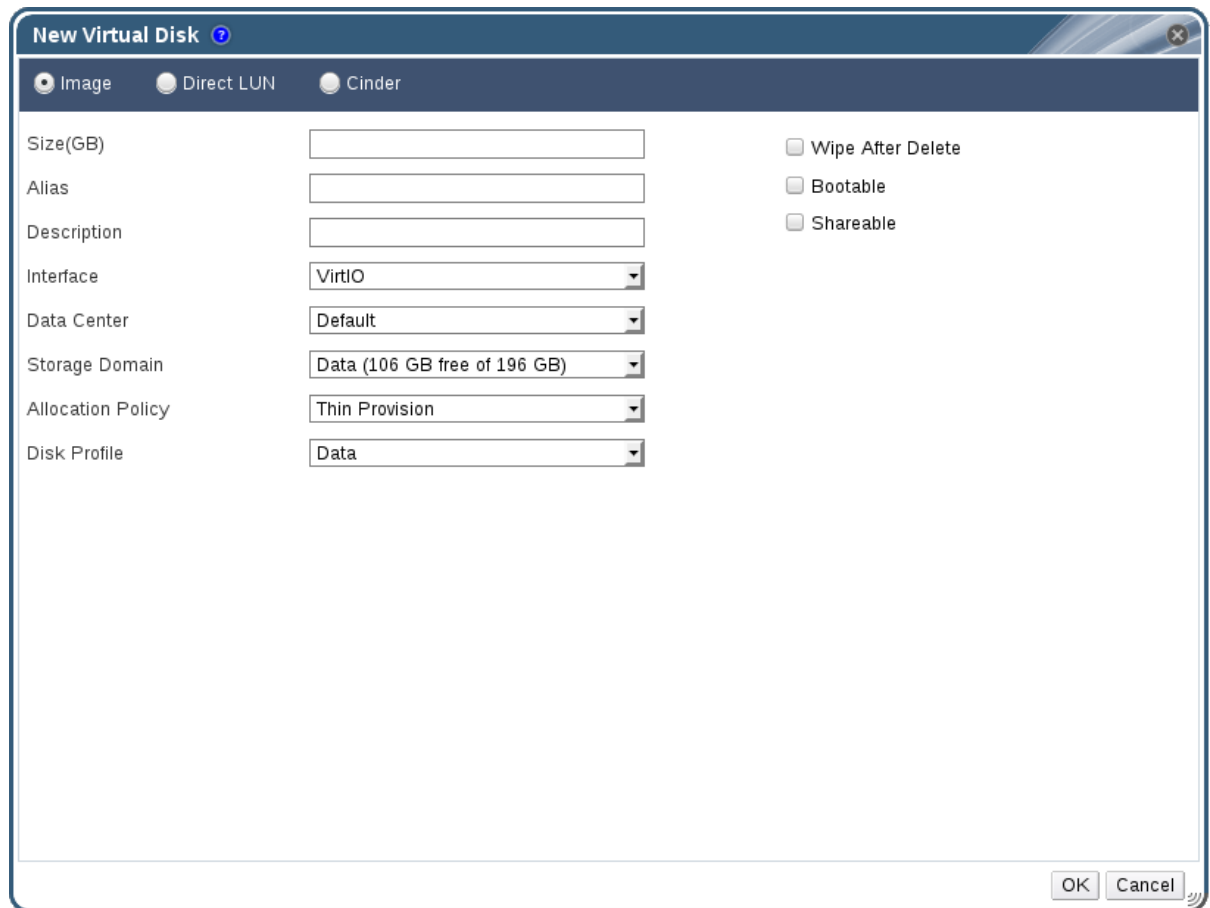 New Virtual Disk ?
Image Direct LUN Cinder
Size(GB)
Wipe After Delete
Alias
Bootable
Description
Shareable
Interface VirtIO
Data Center Default
Storage Domain Data (106 GB free of 196 GB)
Allocation Policy Thin Provision
Disk Profile Data
OK Cancel